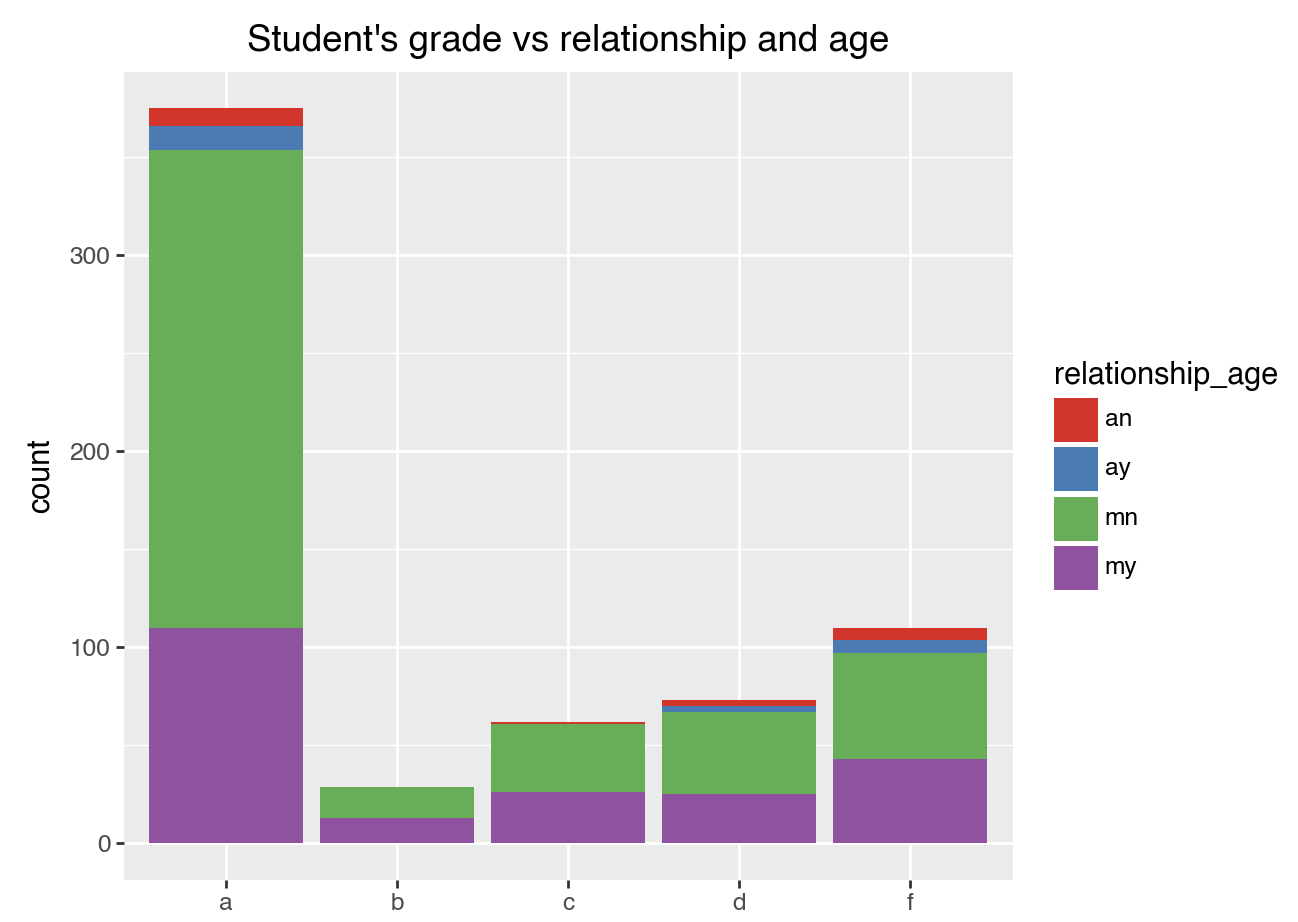 Student's grade vs relationship and age
300
200
100
0
count
a
b
c
d
f
relationship_age
an
ay
mn
my